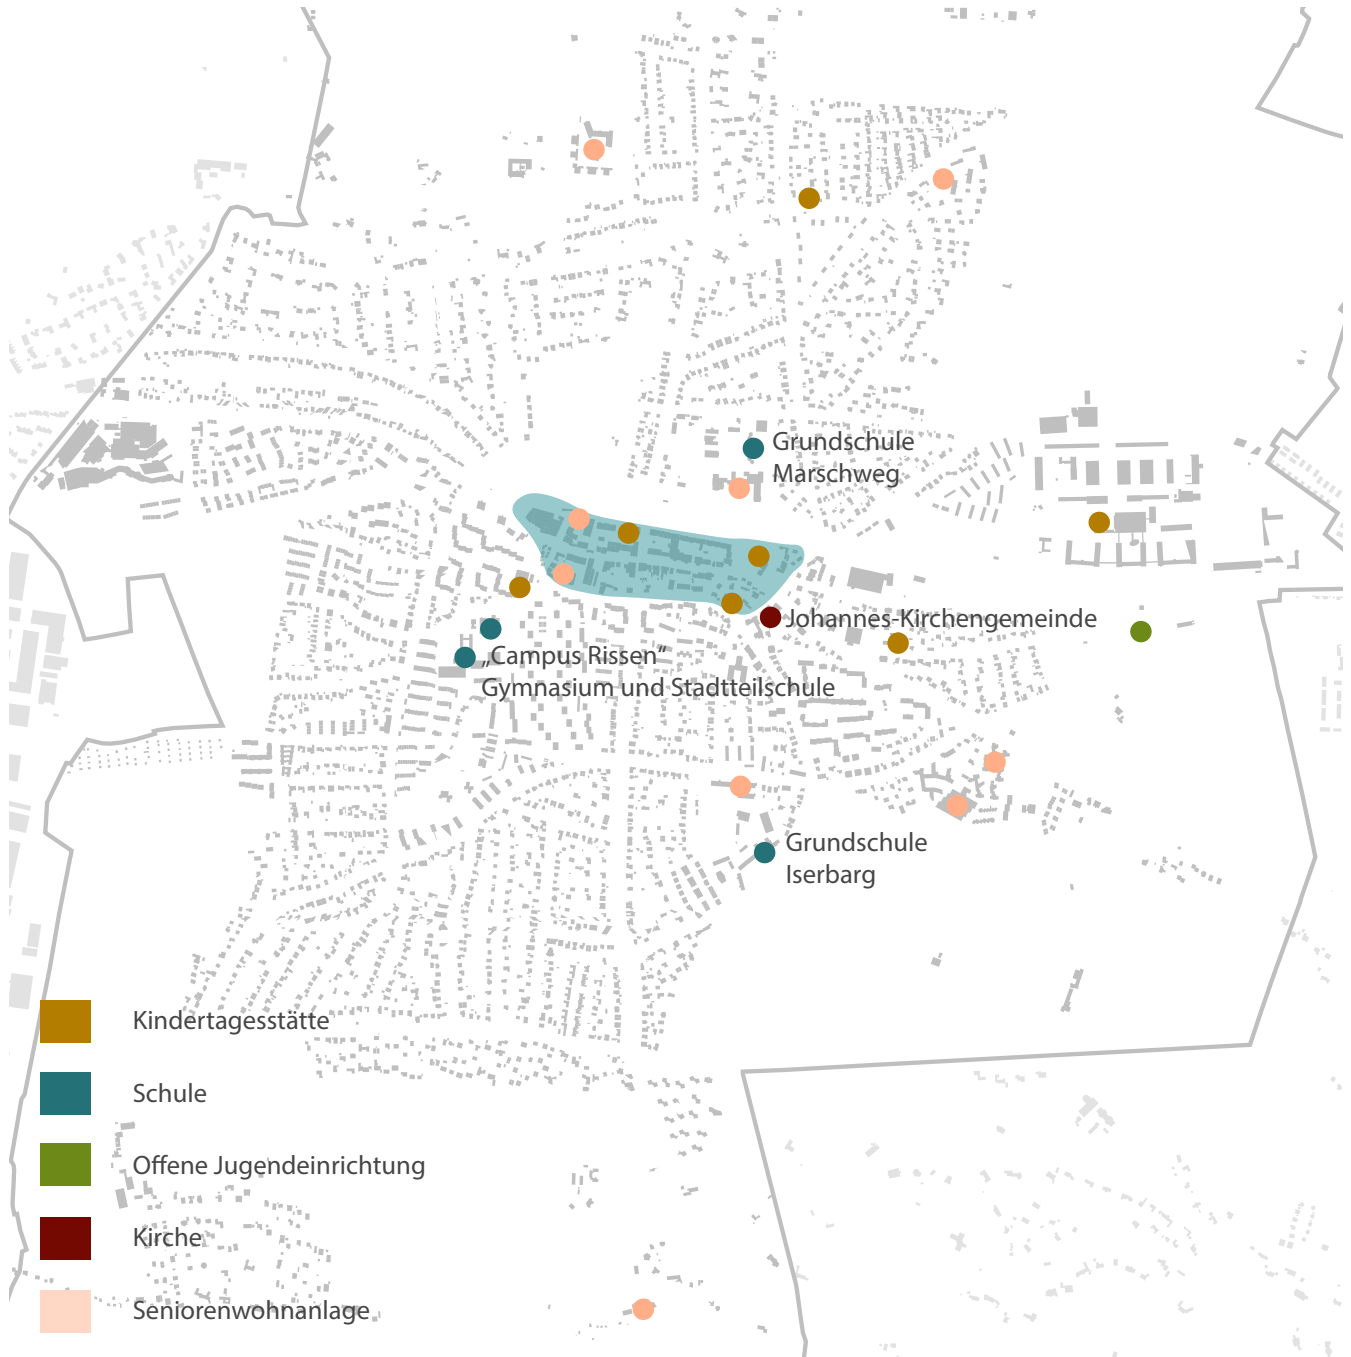 Grundschule
Marschweg
Johannes-Kirchengemeinde
„Campus Rissen“
Gymnasium und Stadtteilschule
Grundschule
Iserbarg
Kindertagesstätte
Schule
Offene Jugendeinrichtung
Kirche
Seniorenwohnanlage